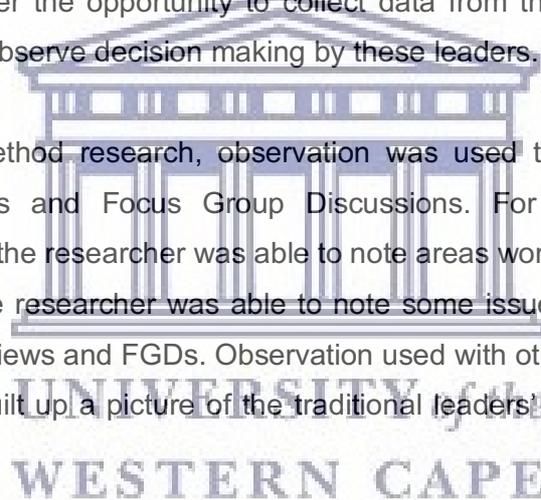 er the opportunity to collect data from th
bserve decision making by these leaders.
ethod research, observation was used t
s and Focus Group Discussions. For
the researcher was able to note areas wor
e researcher was able to note some issue
iews and FGDs. Observation used with ot
uilt up a picture of the traditional leaders'
UNIVERSITY of the
WESTERN CAPE